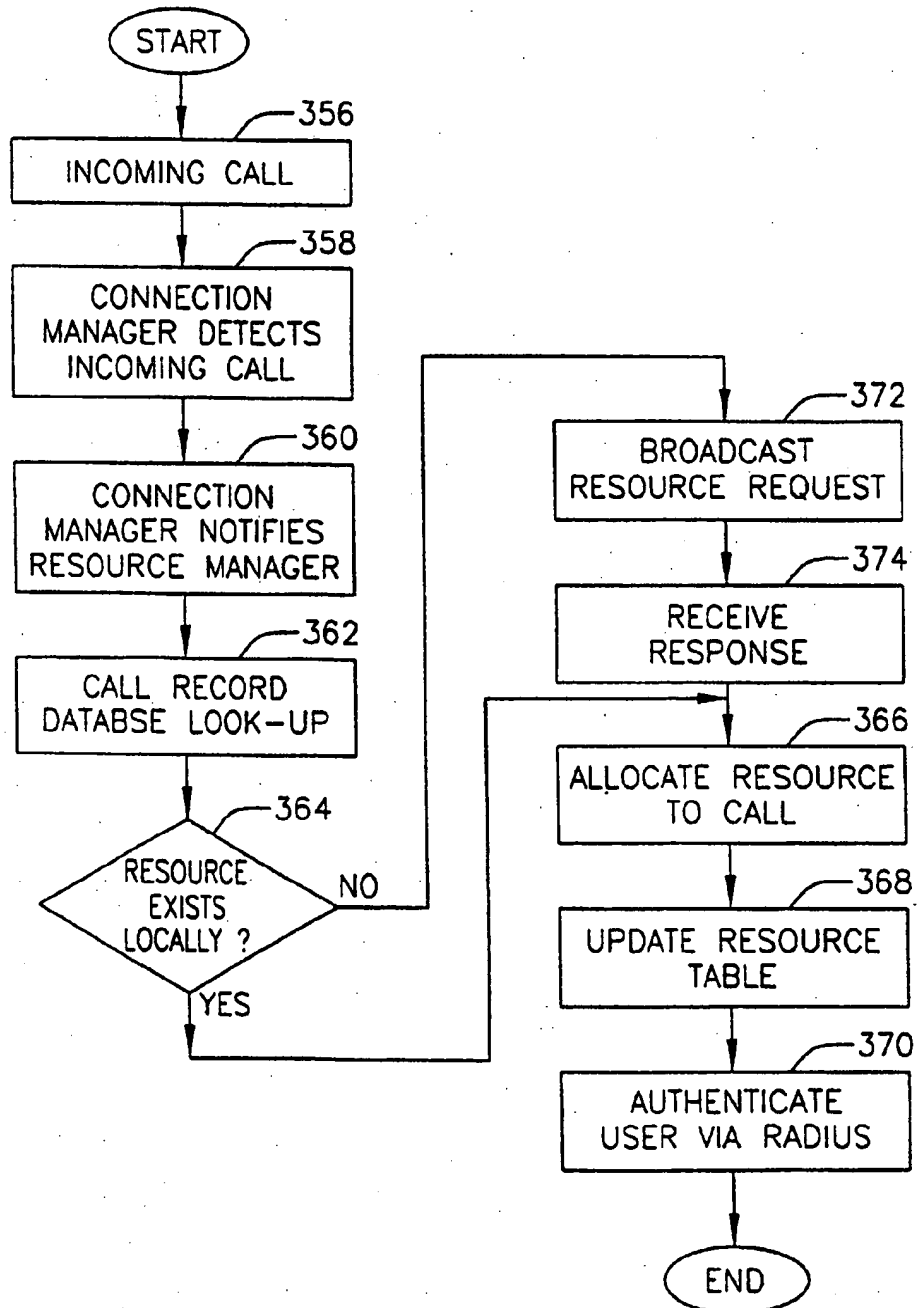 START
356
INCOMING CALL
358
CONNECTION
MANAGER DETECTS
INCOMING CALL
360
CONNECTION
MANAGER NOTIFIES
RESOURCE MANAGER
362
CALL RECORD
DATABSE LOOK-UP
364
RESOURCE
EXISTS
LOCALLY ?
NO
YES
372
BROADCAST
RESOURCE REQUEST
374
RECEIVE
RESPONSE
366
ALLOCATE RESOURCE
TO CALL
368
UPDATE RESOURCE
TABLE
370
AUTHENTICATE
USER VIA RADIUS
END